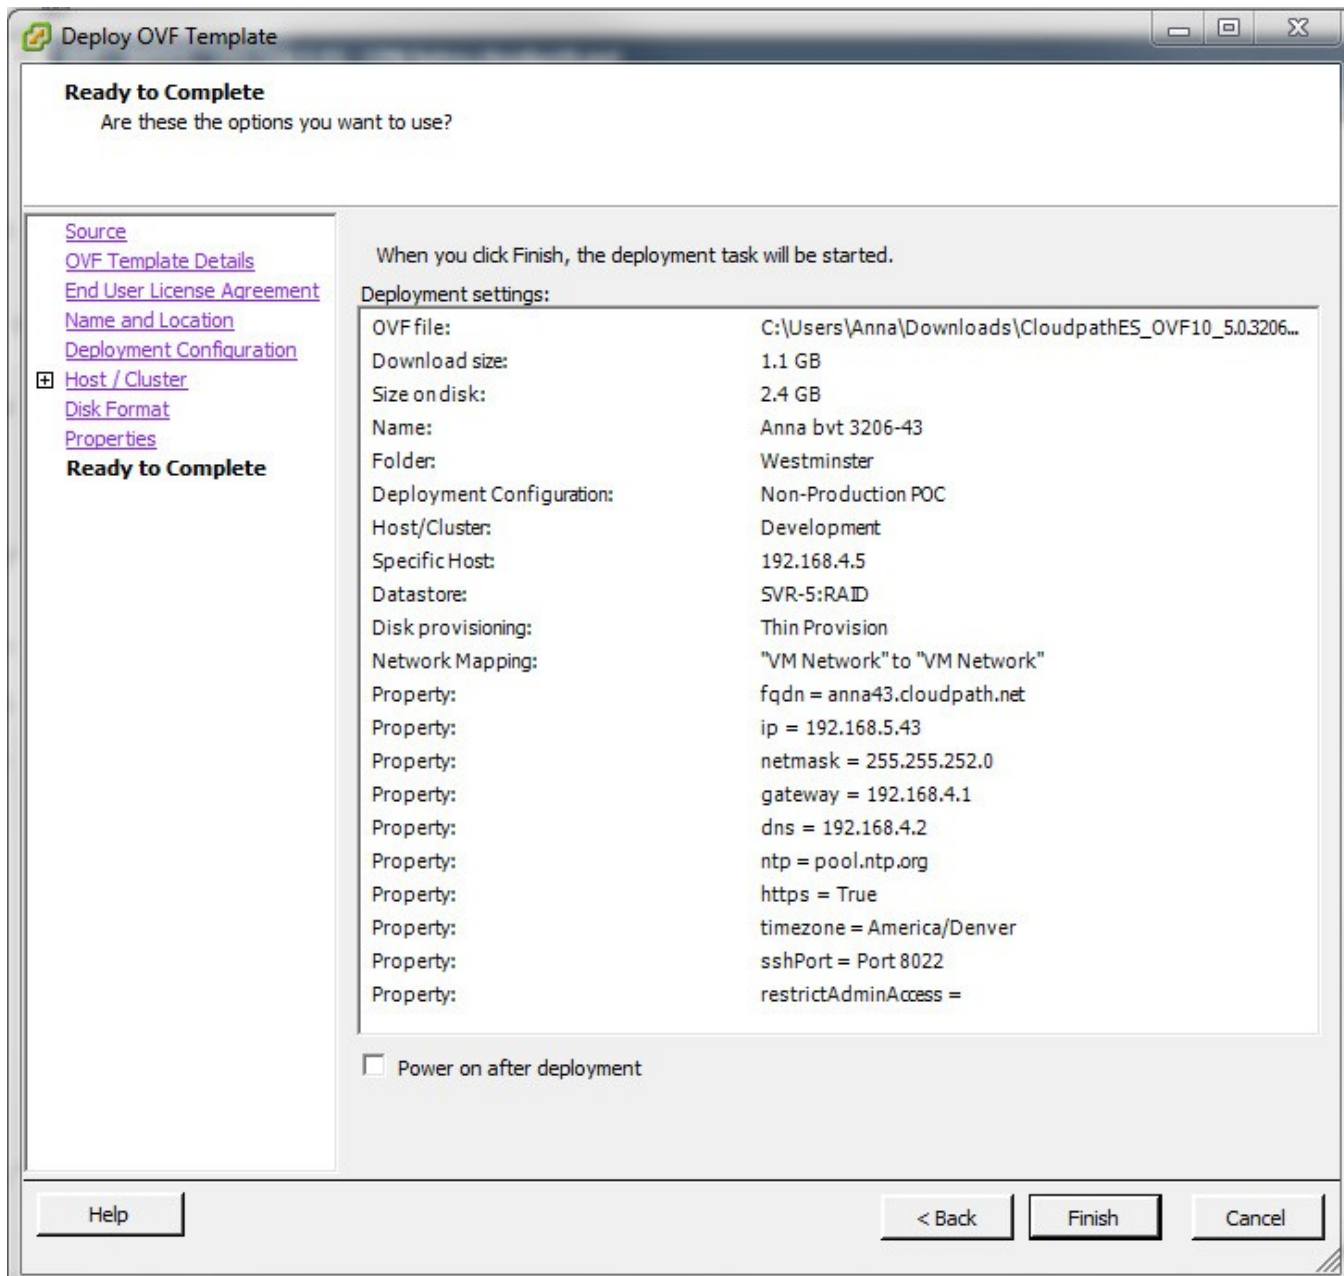 Deploy OVF Template
Ready to Complete
Are these the options you want to use?
Source
OVF Template Details
End User License Agreement
Name and Location
Deployment Configuration
Host / Cluster
Disk Format
Properties
Ready to Complete
When you click Finish, the deployment task will be started.
Deployment settings:
OVF file: C:\Users\Anna\Downloads\CloudpathES_OVF10_5.0.3206...
Download size: 1.1 GB
Size on disk: 2.4 GB
Name: Anna bvt 3206-43
Folder: Westminster
Deployment Configuration: Non-Production POC
Host/Cluster: Development
Specific Host: 192.168.4.5
Datastore: SVR-5:RAID
Disk provisioning: Thin Provision
Network Mapping: "VM Network" to "VM Network"
Property: fqdn = anna43.cloudpath.net
Property: ip = 192.168.5.43
Property: netmask = 255.255.252.0
Property: gateway = 192.168.4.1
Property: dns = 192.168.4.2
Property: ntp = pool.ntp.org
Property: https = True
Property: timezone = America/Denver
Property: sshPort = Port 8022
Property: restrictAdminAccess =
Power on after deployment
Help < Back Finish Cancel